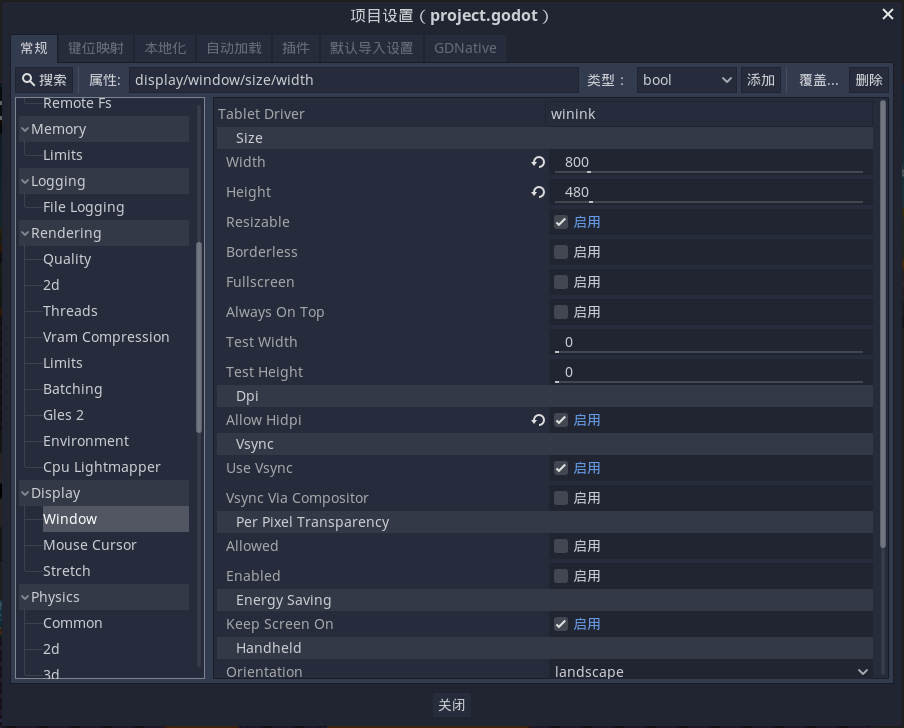 项目设置（project.godot）
常规 键位映射 本地化 自动加载 插件 默认导入设置 GDNative
搜索 属性: display/window/size/width 类型： bool 添加 覆盖... 删除
Remote Fs
Memory
Limits
Logging
File Logging
Rendering
Quality
2d
Threads
Vram Compression
Limits
Batching
Gles 2
Environment
Cpu Lightmapper
Display
Window
Mouse Cursor
Stretch
Physics
Common
2d
3d
Tablet Driver winink
Size
Width 800
Height 480
Resizable 启用
Borderless 启用
Fullscreen 启用
Always On Top 启用
Test Width 0
Test Height 0
Dpi
Allow Hidpi 启用
Vsync
Use Vsync 启用
Vsync Via Compositor 启用
Per Pixel Transparency
Allowed 启用
Enabled 启用
Energy Saving
Keep Screen On 启用
Handheld
Orientation landscape
关闭